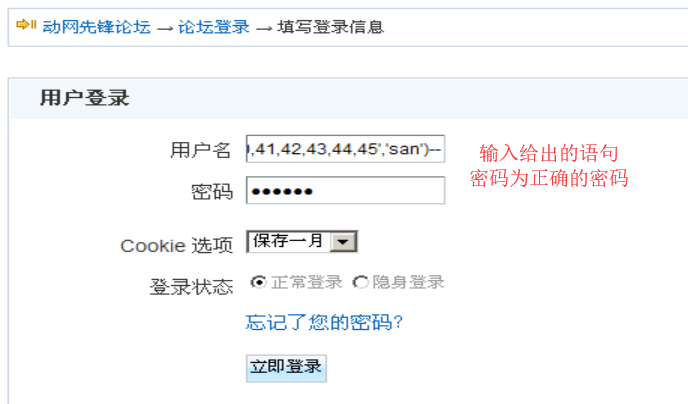 动网先锋论坛 → 论坛登录 → 填写登录信息
用户登录
用户名 ,41,42,43,44,45','san')--
输入给出的语句
密码 ●●●●●●
密码为正确的密码
Cookie 选项 保存一月
登录状态 正常登录 隐身登录
忘记了您的密码?
立即登录